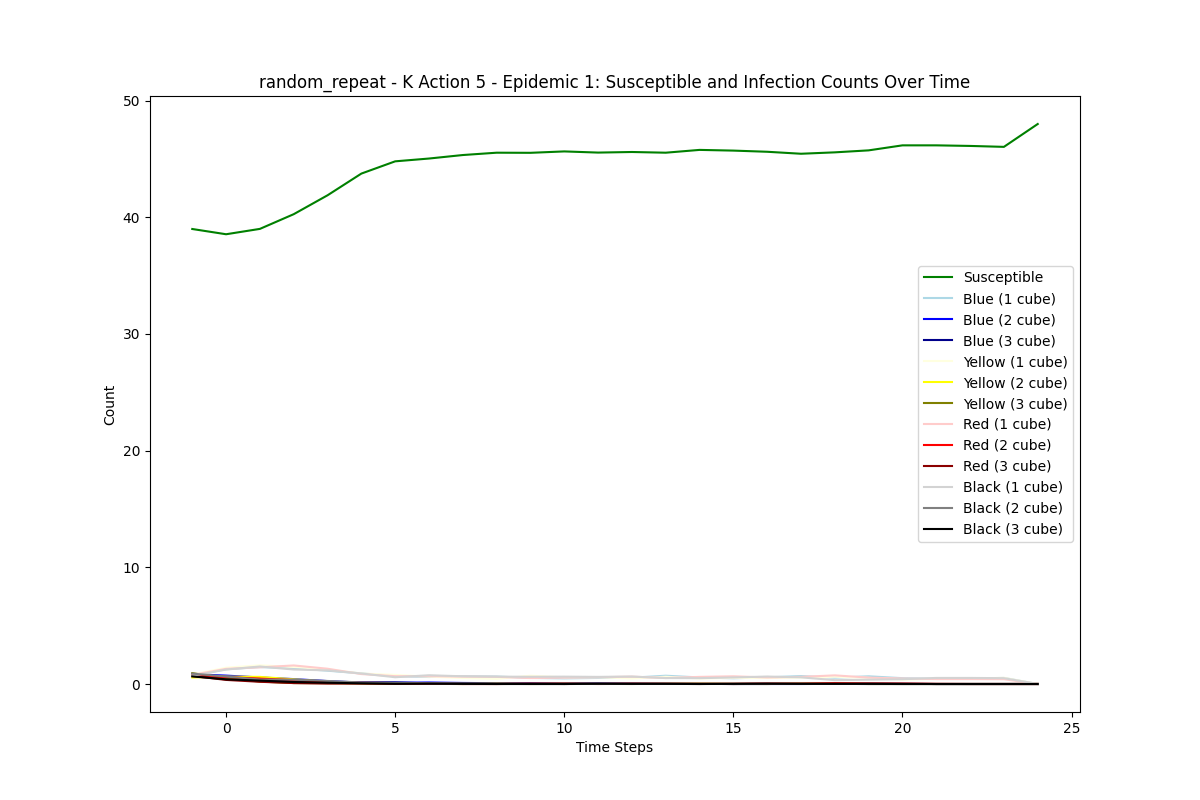 random_repeat - K Action 5 - Epidemic 1: Susceptible and Infection Counts Over Time
50
40
30
20
10
0
Count
Susceptible
Blue (1 cube)
Blue (2 cube)
Blue (3 cube)
Yellow (1 cube)
Yellow (2 cube)
Yellow (3 cube)
Red (1 cube)
Red (2 cube)
Red (3 cube)
Black (1 cube)
Black (2 cube)
Black (3 cube)
0 5 10 15 20 25
Time Steps